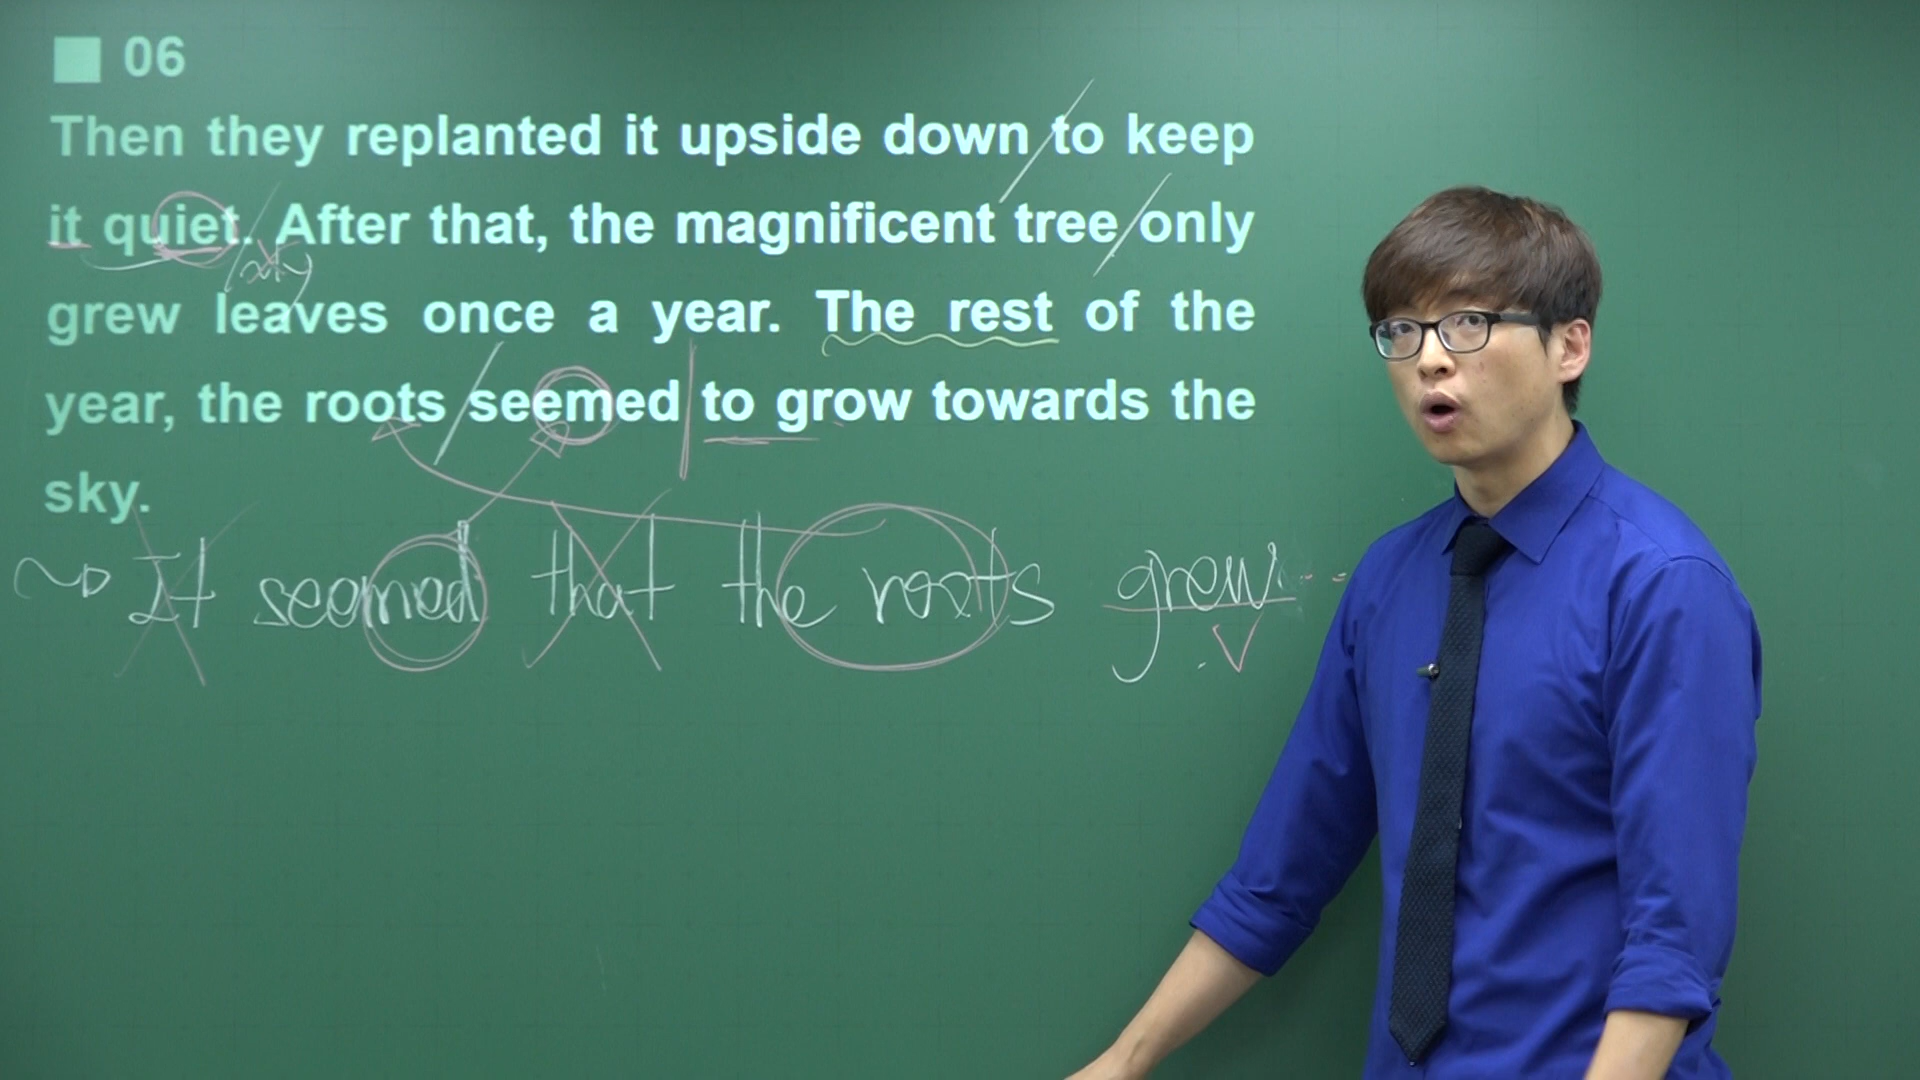 ■ 06
Then they replanted it upside down to keep
it quiet. After that, the magnificent tree only
grew leaves once a year. The rest of the
year, the roots seemed to grow towards the
sky.
It seemed that the roots grew